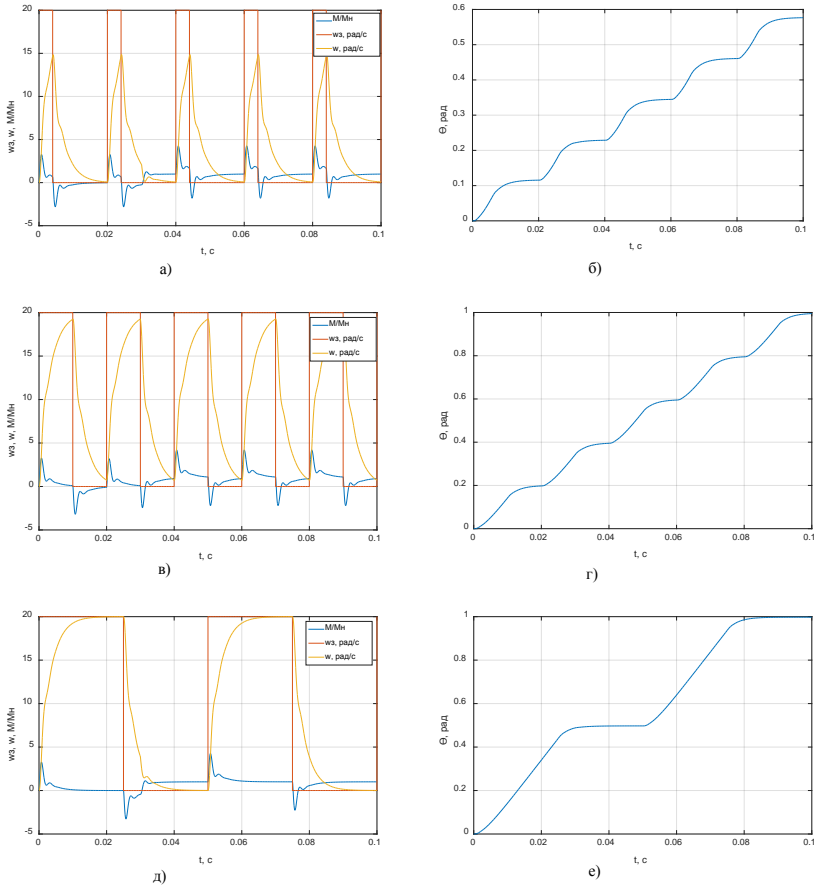 20
15
10
5
0
-5
0
0.02
0.04
0.06
0.08
0.1
wз, w, М/Мн
t, с
М/Мн
wз, рад/с
w, рад/с
а)
0.6
0.5
0.4
0.3
0.2
0.1
0
0
0.02
0.04
0.06
0.08
0.1
Θ, рад
t, с
б)
20
15
10
5
0
-5
0
0.02
0.04
0.06
0.08
0.1
wз, w, М/Мн
t, с
М/Мн
wз, рад/с
w, рад/с
в)
1
0.8
0.6
0.4
0.2
0
0
0.02
0.04
0.06
0.08
0.1
Θ, рад
t, с
г)
20
15
10
5
0
-5
0
0.02
0.04
0.06
0.08
0.1
wз, w, М/Мн
t, с
М/Мн
wз, рад/с
w, рад/с
д)
1
0.8
0.6
0.4
0.2
0
0
0.02
0.04
0.06
0.08
0.1
Θ, рад
t, с
е)